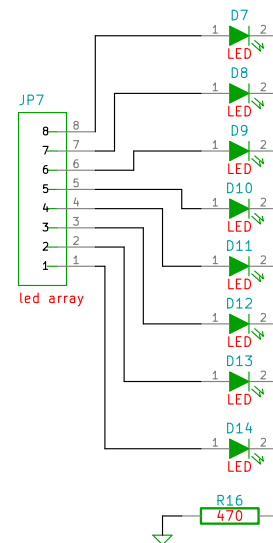 D7
1 2
LED
D8
1 2
LED
JP7
D9
8 8
1 2
7 7
LED
6 6
5 5
D10
4 4
1 2
3 3
LED
2 2
D11
1 1
1 2
LED
led array
D12
1 2
LED
D13
1 2
LED
D14
1 2
LED
R16
470